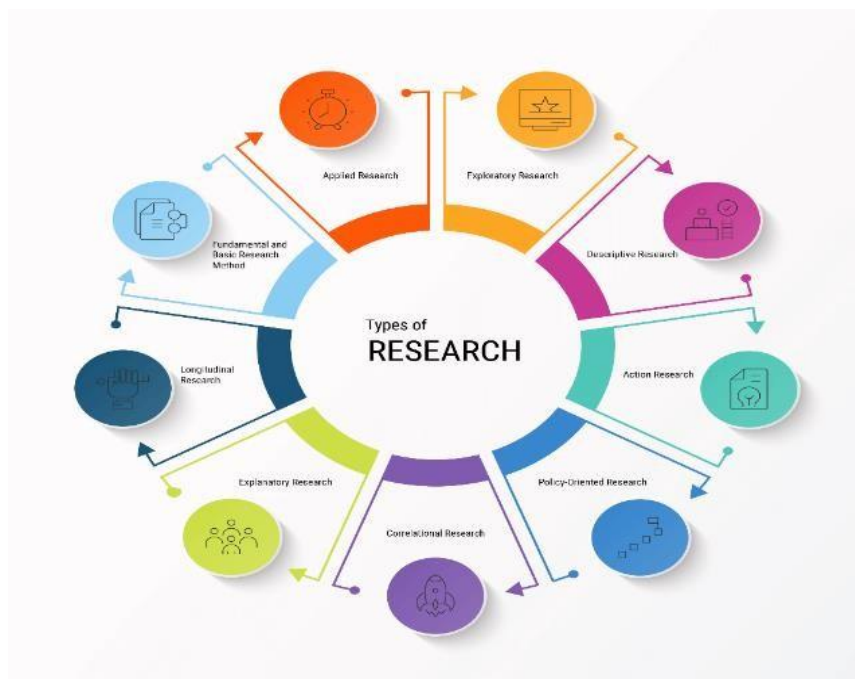 Types of
RESEARCH
Applied Research
Exploratory Research
Descriptive Research
Action Research
Policy-Oriented Research
Correlational Research
Explanatory Research
Longitudinal
Research
Fundamental and
Basic Research
Method